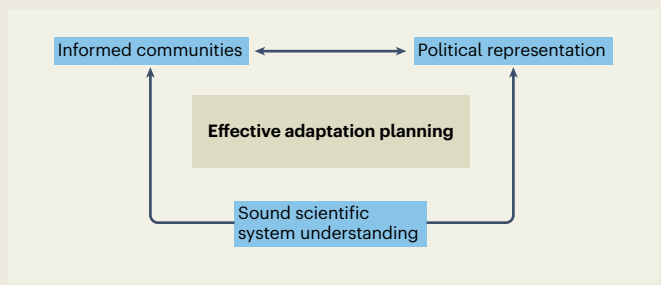 Informed communities
Political representation
Effective adaptation planning
Sound scientific
system understanding